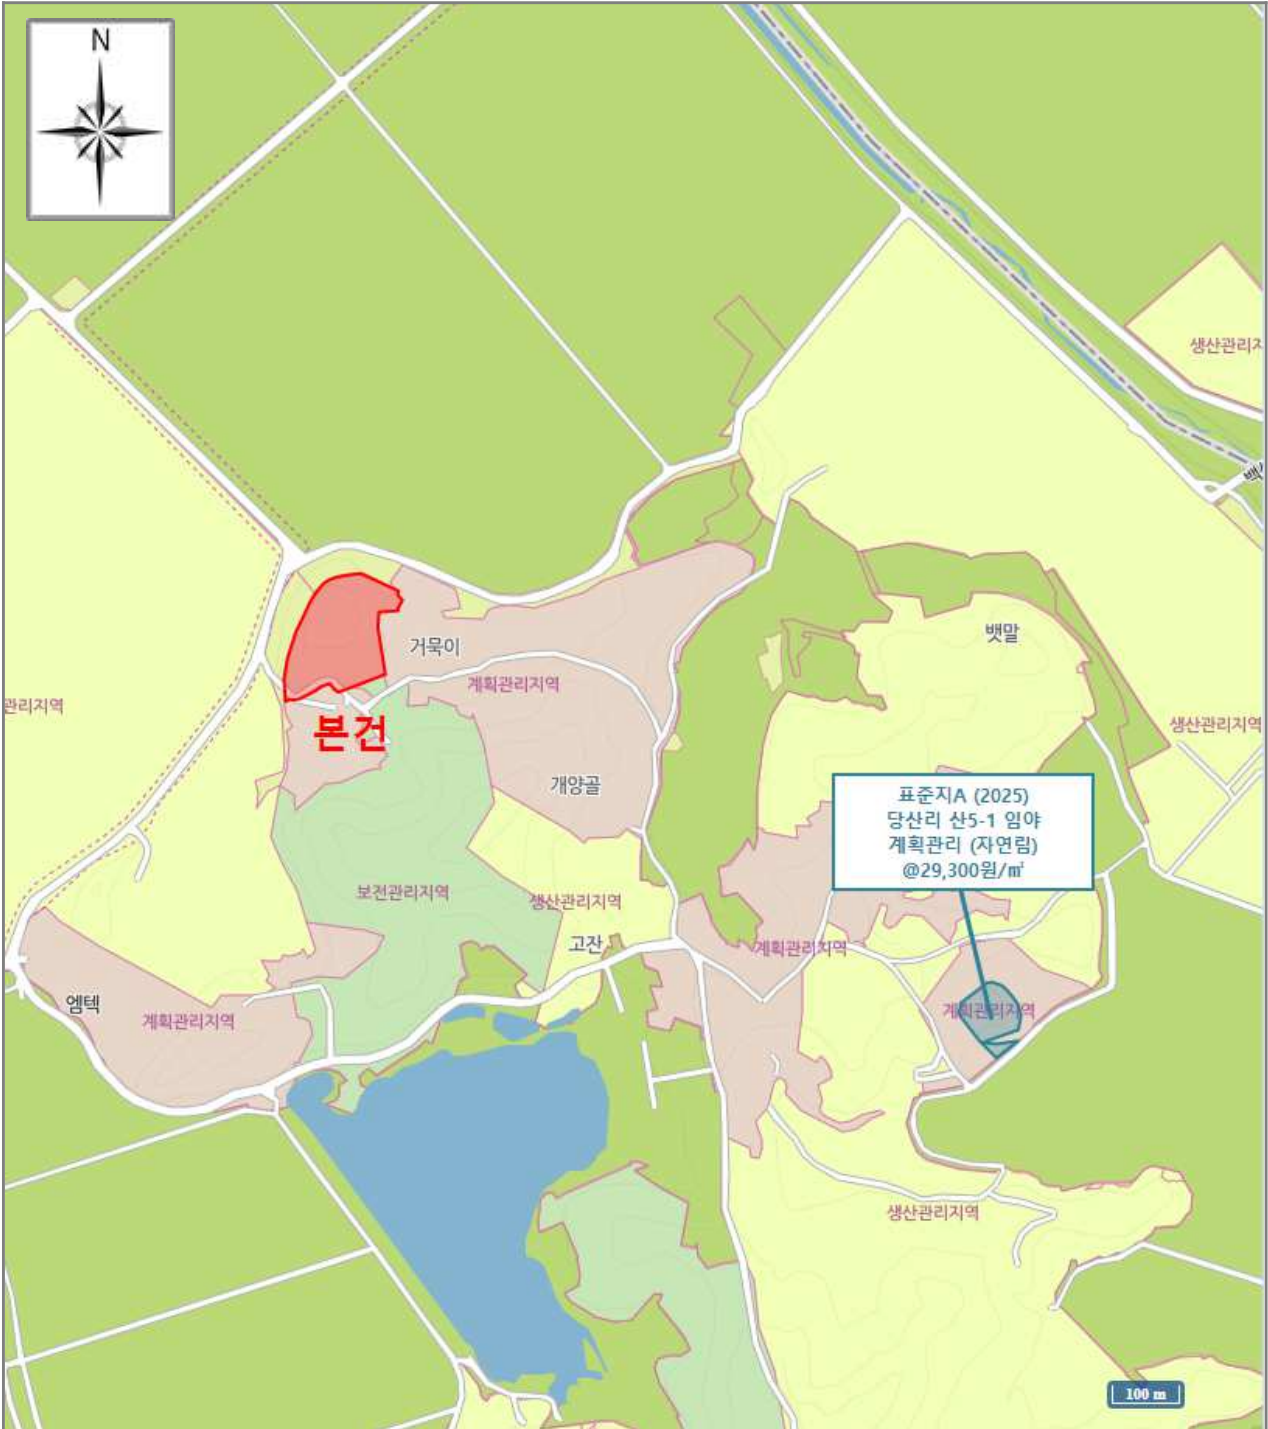 N
생산관리지
백
거묵이
뱃말
계획관리지역
관리지역
생산관리지역
본건
개양골
표준지A (2025)
당산리 산5-1 임야
계획관리 (자연림)
@29,300원/㎡
보전관리지역
생산관리지역
고잔
계획관리지역
엠텍
계획관리지역
계획관리지역
생산관리지역
100 m